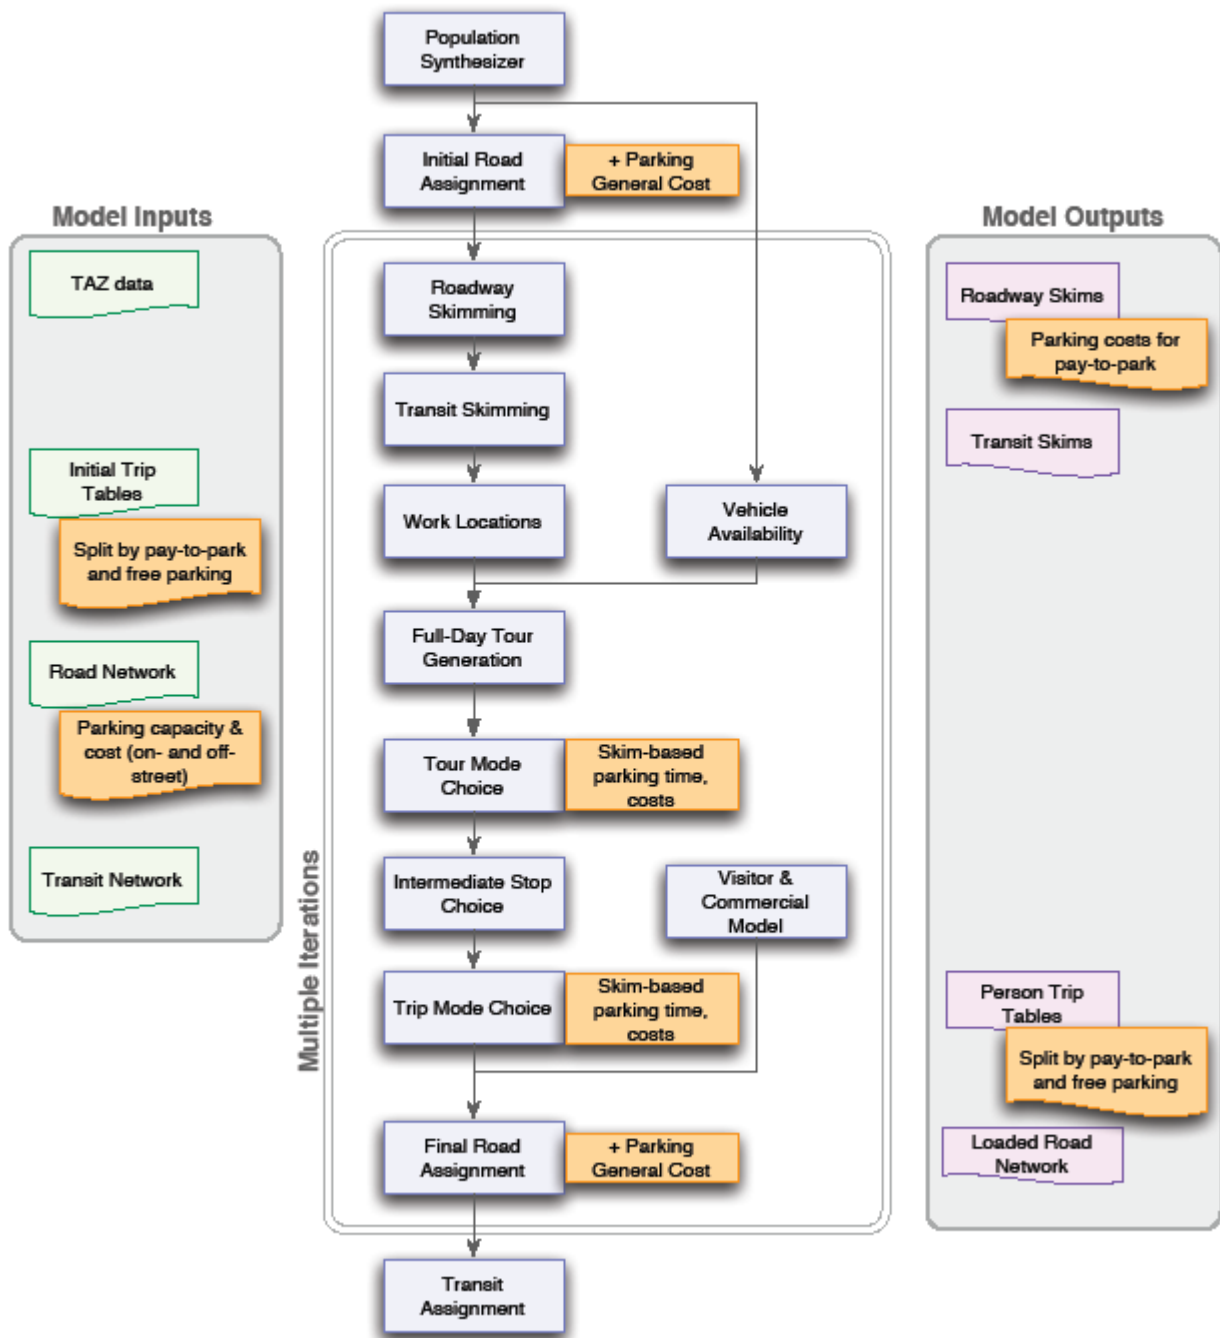 Population
Synthesizer
Initial Road
Assignment
+ Parking
General Cost
Model Inputs
TAZ data
Initial Trip
Tables
Split by pay-to-park
and free parking
Road Network
Parking capacity &
cost (on- and off-
street)
Transit Network
Multiple Iterations
Roadway
Skimming
Transit Skimming
Work Locations
Vehicle
Availability
Full-Day Tour
Generation
Tour Mode
Choice
Skim-based
parking time,
costs
Intermediate Stop
Choice
Visitor &
Commercial
Model
Trip Mode Choice
Skim-based
parking time,
costs
Final Road
Assignment
+ Parking
General Cost
Transit
Assignment
Model Outputs
Roadway Skims
Parking costs for
pay-to-park
Transit Skims
Person Trip
Tables
Split by pay-to-park
and free parking
Loaded Road
Network